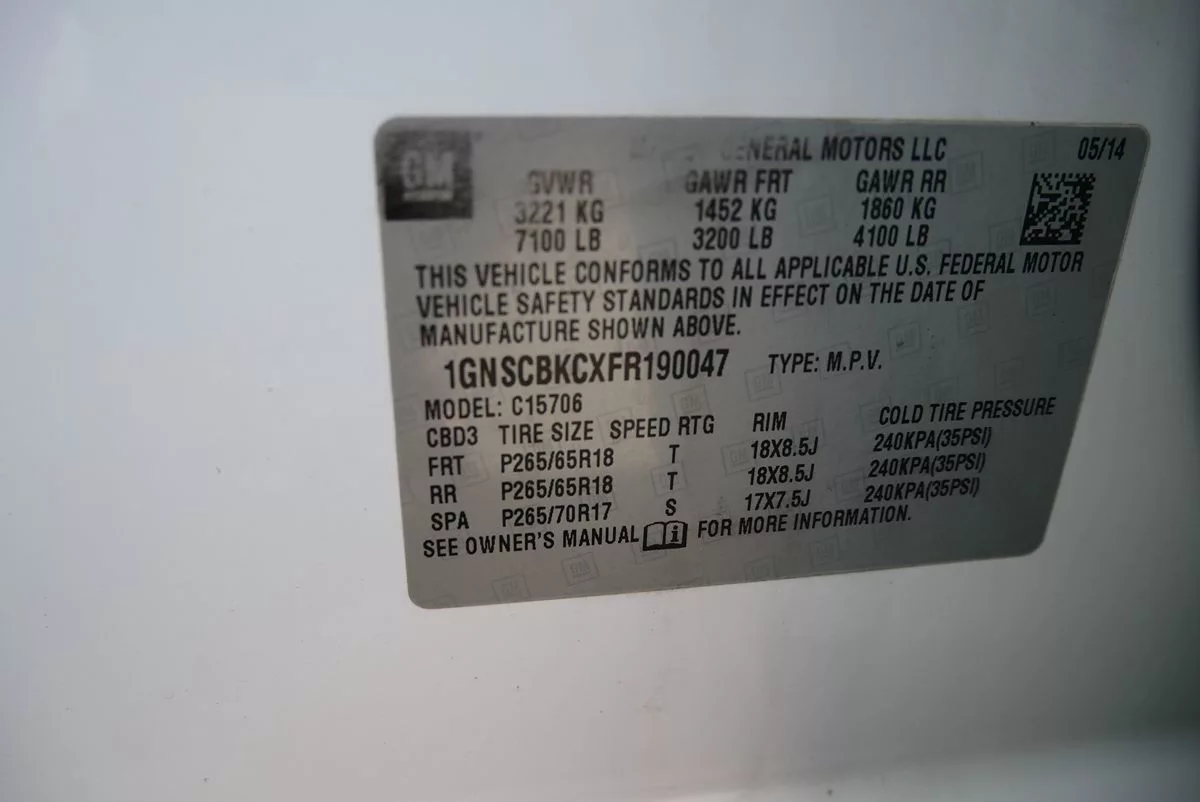 GM
GENERAL MOTORS LLC 05/14
GVWR GAWR FRT GAWR RR
3221 KG 1452 KG 1860 KG
7100 LB 3200 LB 4100 LB
THIS VEHICLE CONFORMS TO ALL APPLICABLE U.S. FEDERAL MOTOR
VEHICLE SAFETY STANDARDS IN EFFECT ON THE DATE OF
MANUFACTURE SHOWN ABOVE.
1GNSCBKCXFR190047 TYPE: M.P.V.
MODEL: C15706
CBD3 TIRE SIZE SPEED RTG RIM COLD TIRE PRESSURE
FRT P265/65R18 T 18X8.5J 240KPA(35PSI)
RR P265/65R18 T 18X8.5J 240KPA(35PSI)
SPA P265/70R17 S 17X7.5J 240KPA(35PSI)
SEE OWNER'S MANUAL FOR MORE INFORMATION.